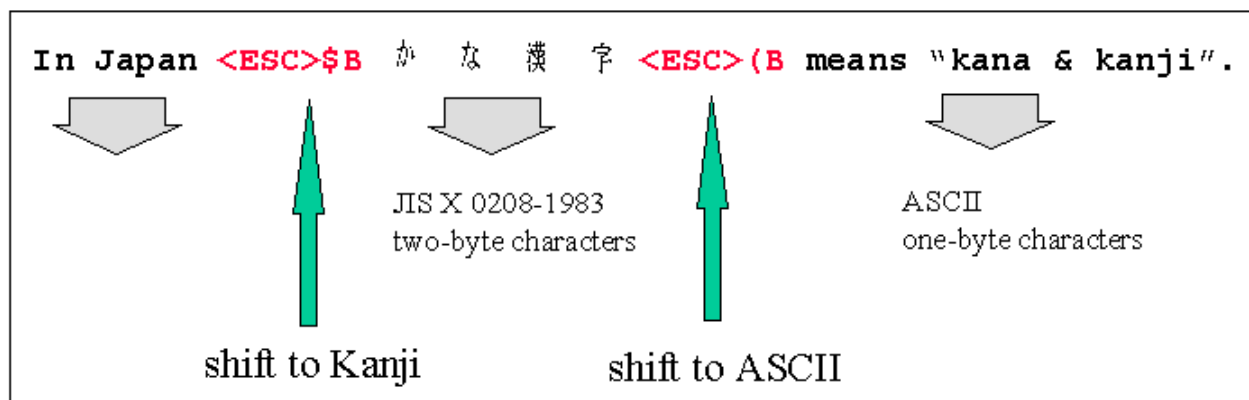 In Japan <ESC>$B か な 漢 字 <ESC>(B means "kana & kanji".
JIS X 0208-1983
two-byte characters
ASCII
one-byte characters
shift to Kanji
shift to ASCII